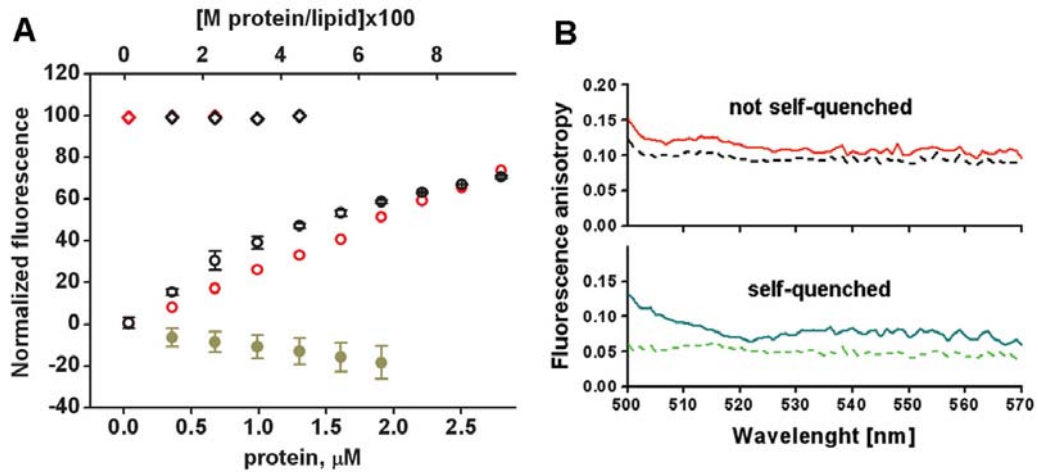 A
[M protein/lipid]x100
0 2 4 6 8
Normalized fluorescence
120
100
80
60
40
20
0
-20
-40
0.0 0.5 1.0 1.5 2.0 2.5
protein, μM
B
Fluorescence anisotropy
0.20
0.15
0.10
0.05
0.00
not self-quenched
0.15
0.10
0.05
0.00
self-quenched
500 510 520 530 540 550 560 570
Wavelenght [nm]